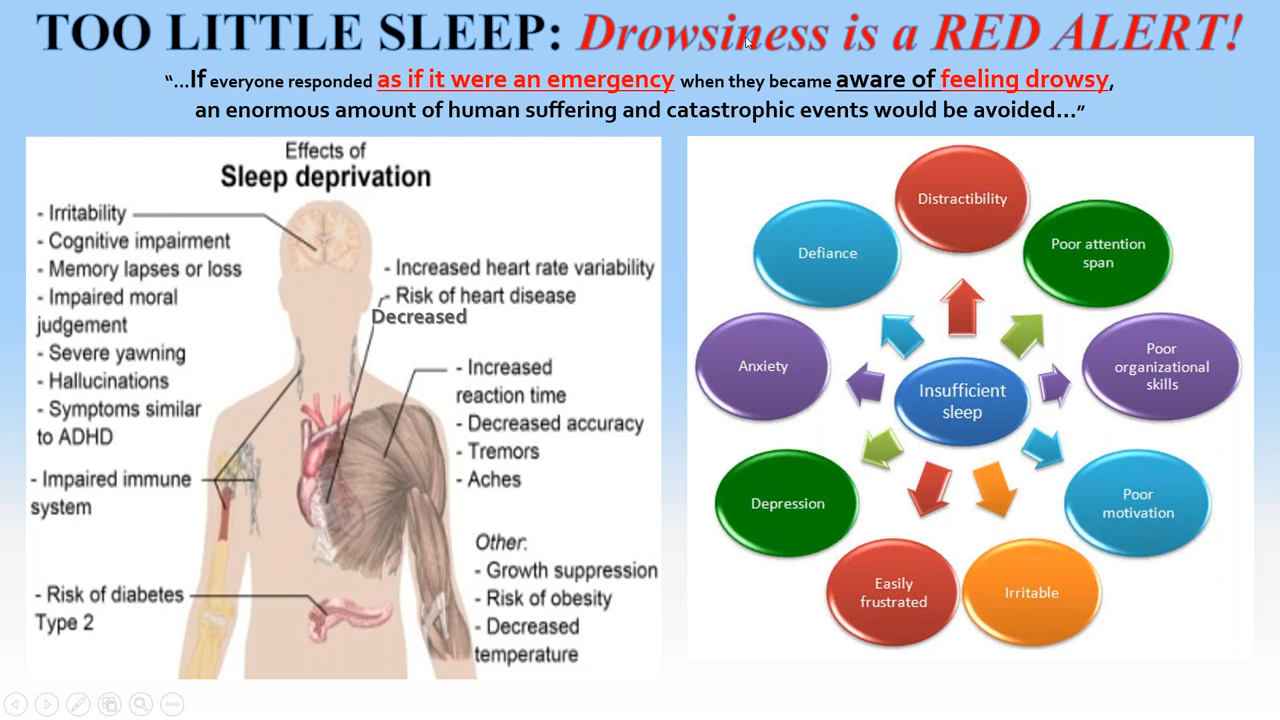 TOO LITTLE SLEEP: Drowsiness is a RED ALERT!
“...If everyone responded as if it were an emergency when they became aware of feeling drowsy,
an enormous amount of human suffering and catastrophic events would be avoided...”
Effects of
Sleep deprivation
- Irritability
- Cognitive impairment
- Memory lapses or loss
- Impaired moral
judgement
- Severe yawning
- Hallucinations
- Symptoms similar
to ADHD
- Impaired immune
system
- Risk of diabetes
Type 2
- Increased heart rate variability
- Risk of heart disease
Decreased
- Increased
reaction time
- Decreased accuracy
- Tremors
- Aches
Other:
- Growth suppression
- Risk of obesity
- Decreased
temperature
Distractibility
Poor attention
span
Poor
organizational
skills
Poor
motivation
Irritable
Easily
frustrated
Depression
Anxiety
Defiance
Insufficient
sleep